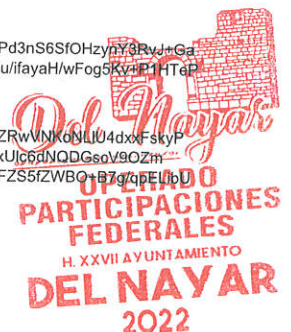 Pd3nS6SfOHzynY3RvJ+Ga
u/ifayaH/wFog5Kv+P1HTeP
Del Nayar
ZRwVNKoNLIU4dxxFskyP
xUlc6dNQDGsoV9OZm
FZS5fZWBO+B7g/qpELibU
OPERADO
PARTICIPACIONES
FEDERALES
H. XXVII AYUNTAMIENTO
DEL NAYAR
2022